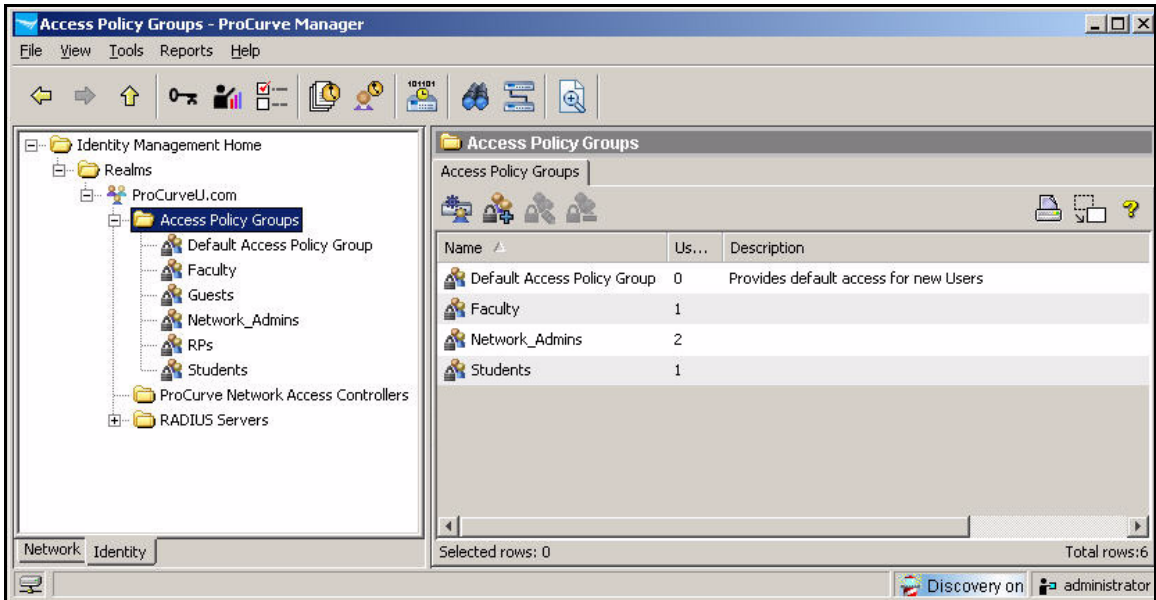 Access Policy Groups - ProCurve Manager
File View Tools Reports Help
101101
Identity Management Home
Realms
ProCurveU.com
Access Policy Groups
Default Access Policy Group
Faculty
Guests
Network_Admins
RPs
Students
ProCurve Network Access Controllers
RADIUS Servers
Network Identity
Access Policy Groups
Access Policy Groups
Name Us... Description
Default Access Policy Group 0 Provides default access for new Users
Faculty 1
Network_Admins 2
Students 1
Selected rows: 0 Total rows:6
Discovery on administrator